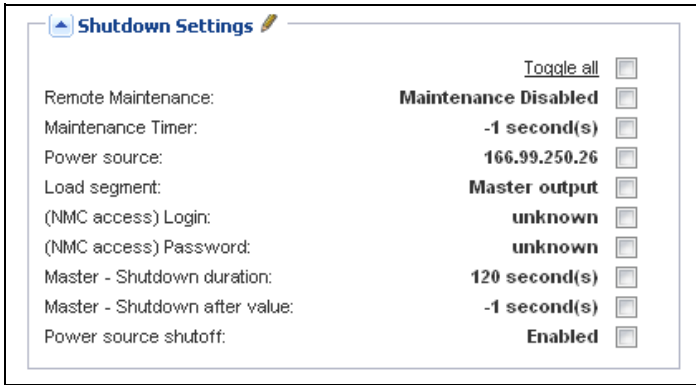 Shutdown Settings
Toggle all
Remote Maintenance: Maintenance Disabled
Maintenance Timer: -1 second(s)
Power source: 166.99.250.26
Load segment: Master output
(NMC access) Login: unknown
(NMC access) Password: unknown
Master - Shutdown duration: 120 second(s)
Master - Shutdown after value: -1 second(s)
Power source shutoff: Enabled